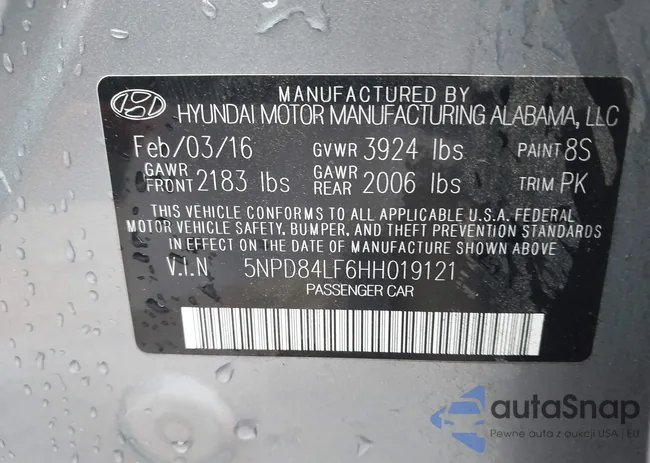 MANUFACTURED BY
HYUNDAI MOTOR MANUFACTURING ALABAMA, LLC
Feb/03/16 GVWR 3924 lbs PAINT 8S
GAWR FRONT 2183 lbs GAWR REAR 2006 lbs TRIM PK
THIS VEHICLE CONFORMS TO ALL APPLICABLE U.S.A. FEDERAL
MOTOR VEHICLE SAFETY, BUMPER, AND THEFT PREVENTION STANDARDS
IN EFFECT ON THE DATE OF MANUFACTURE SHOWN ABOVE
V.I.N 5NPD84LF6HH019121
PASSENGER CAR
autoSnap
Pewne auta z aukcji USA i EU